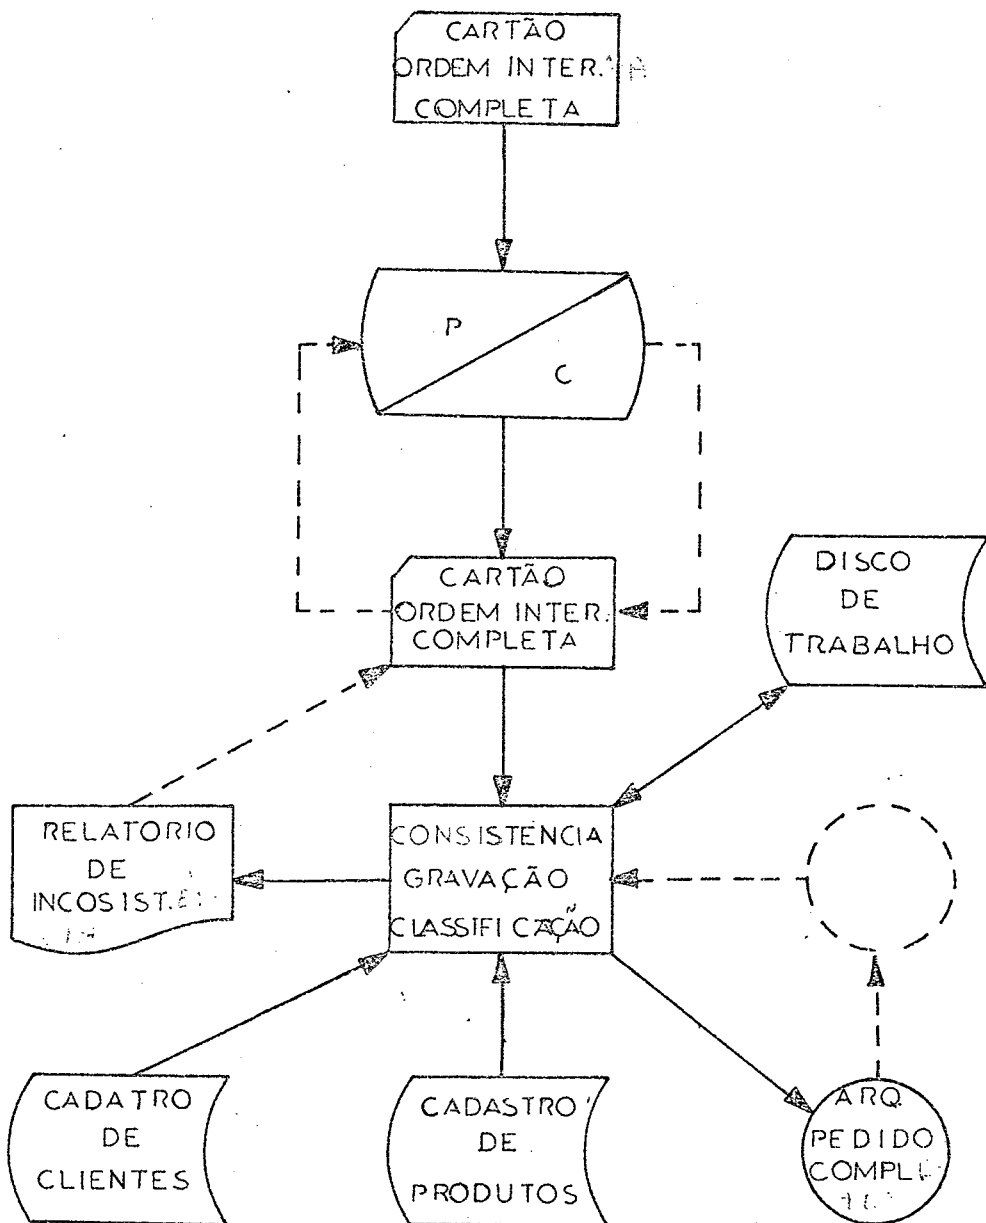 CARTÃO
ORDEM INTER.
COMPLETA
P
C
CARTÃO
ORDEM INTER.
COMPLETA
DISCO
DE
TRABALHO
RELATORIO
DE
INCOSIST.
CONSISTENCIA
GRAVAÇÃO
CLASSIFICAÇÃO
CADATRO
DE
CLIENTES
CADASTRO
DE
PRODUTOS
ARQ.
PEDIDO